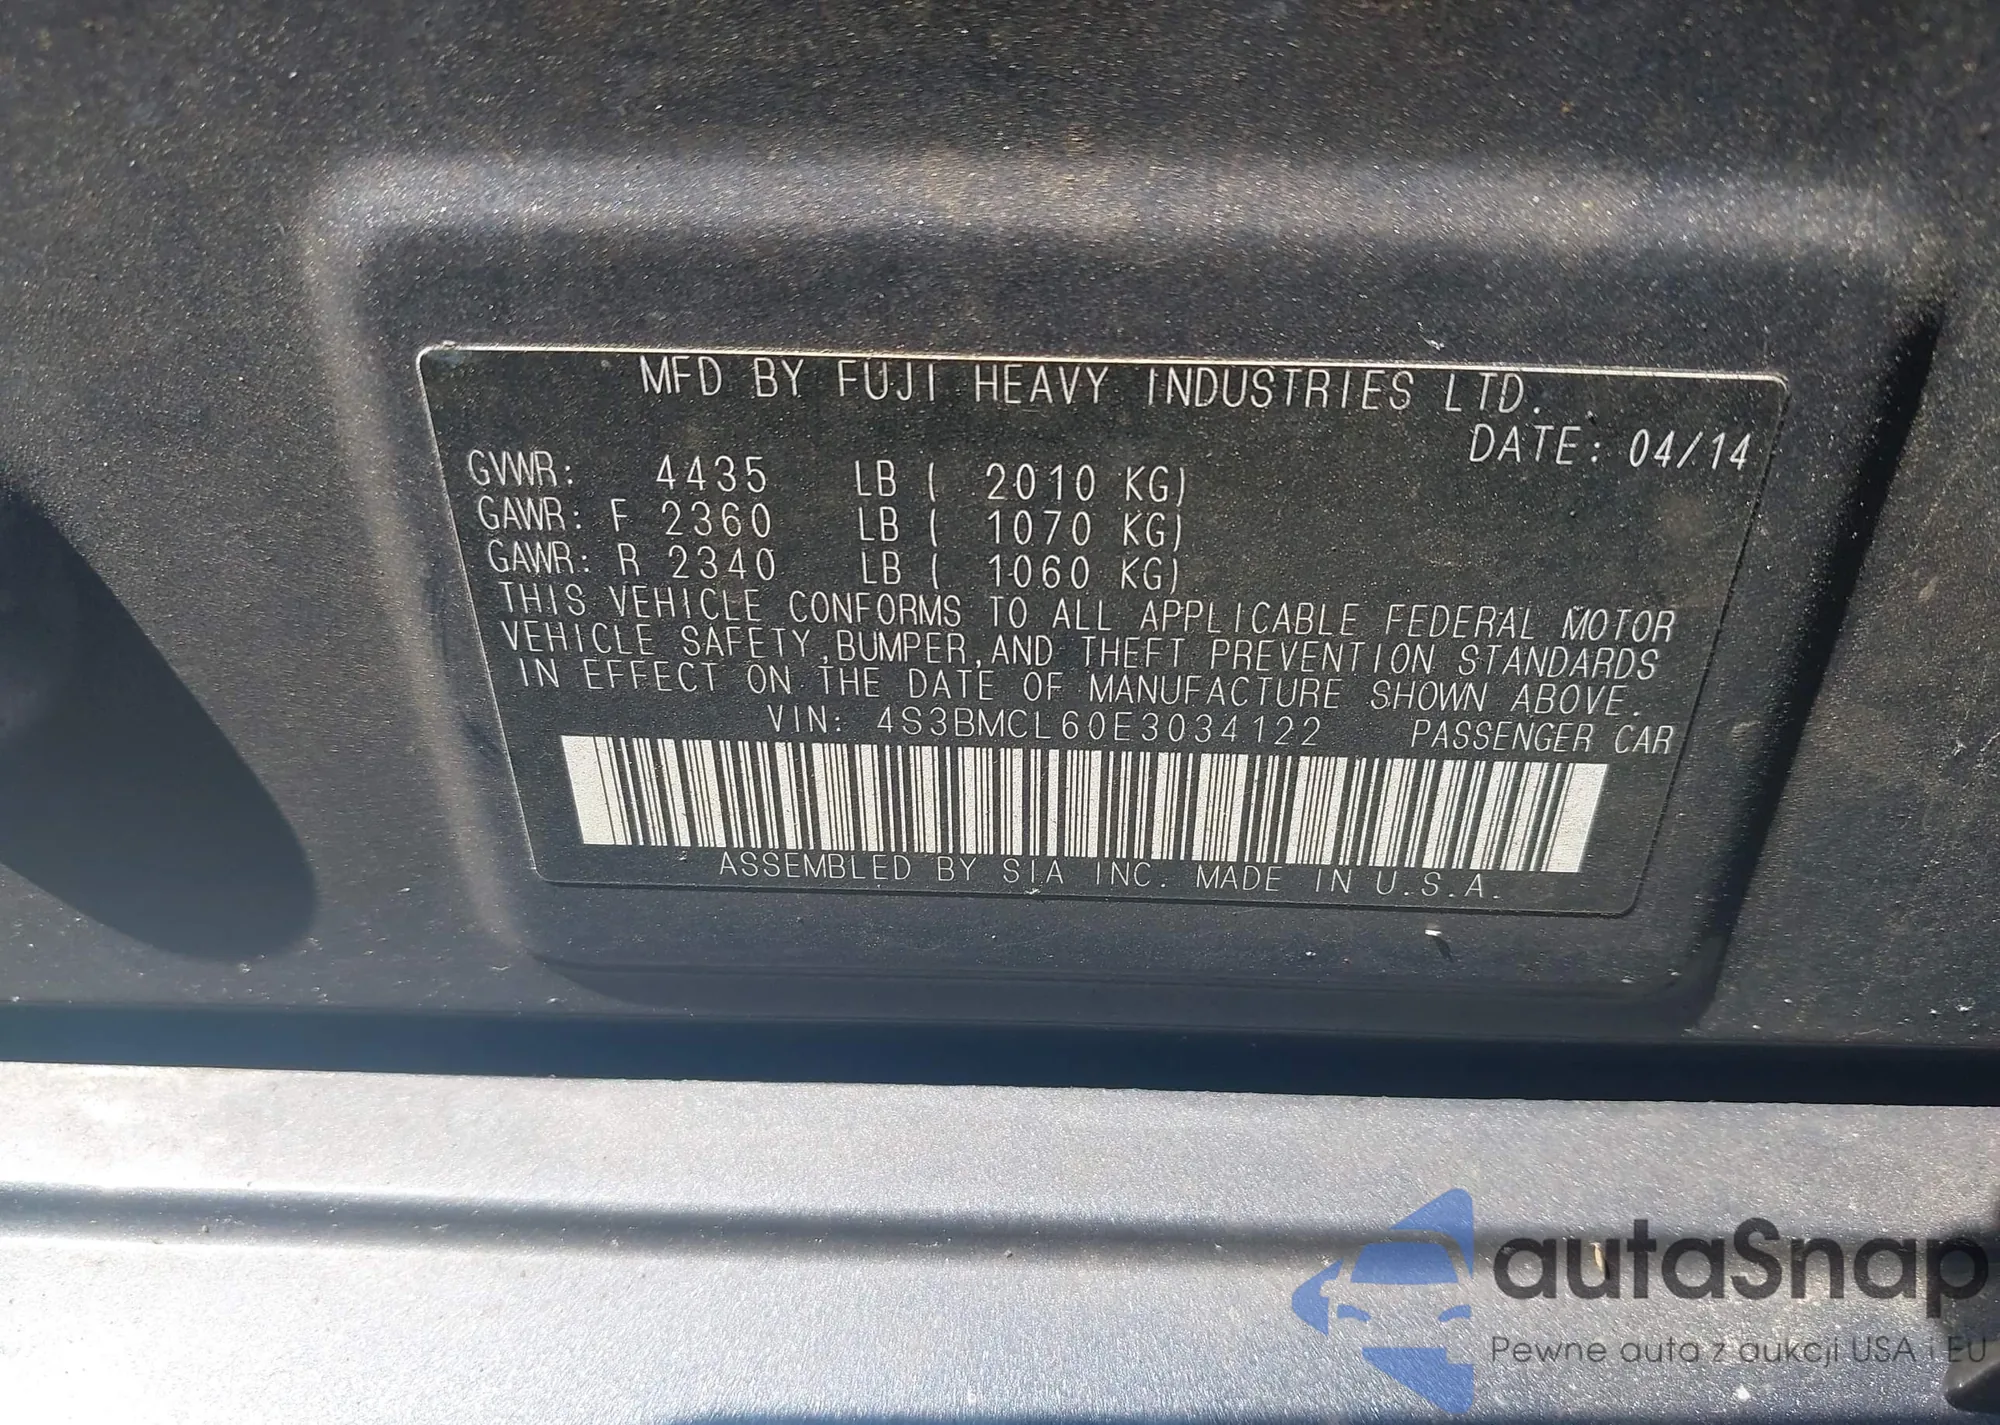 MFD BY FUJI HEAVY INDUSTRIES LTD.
DATE: 04/14
GVWR: 4435 LB ( 2010 KG)
GAWR: F 2360 LB ( 1070 KG)
GAWR: R 2340 LB ( 1060 KG)
THIS VEHICLE CONFORMS TO ALL APPLICABLE FEDERAL MOTOR
VEHICLE SAFETY, BUMPER, AND THEFT PREVENTION STANDARDS
IN EFFECT ON THE DATE OF MANUFACTURE SHOWN ABOVE.
VIN: 4S3BMCL60E3034122 PASSENGER CAR
ASSEMBLED BY SIA INC. MADE IN U.S.A.
autaSnap
Pewne auta z aukcji USA i EU